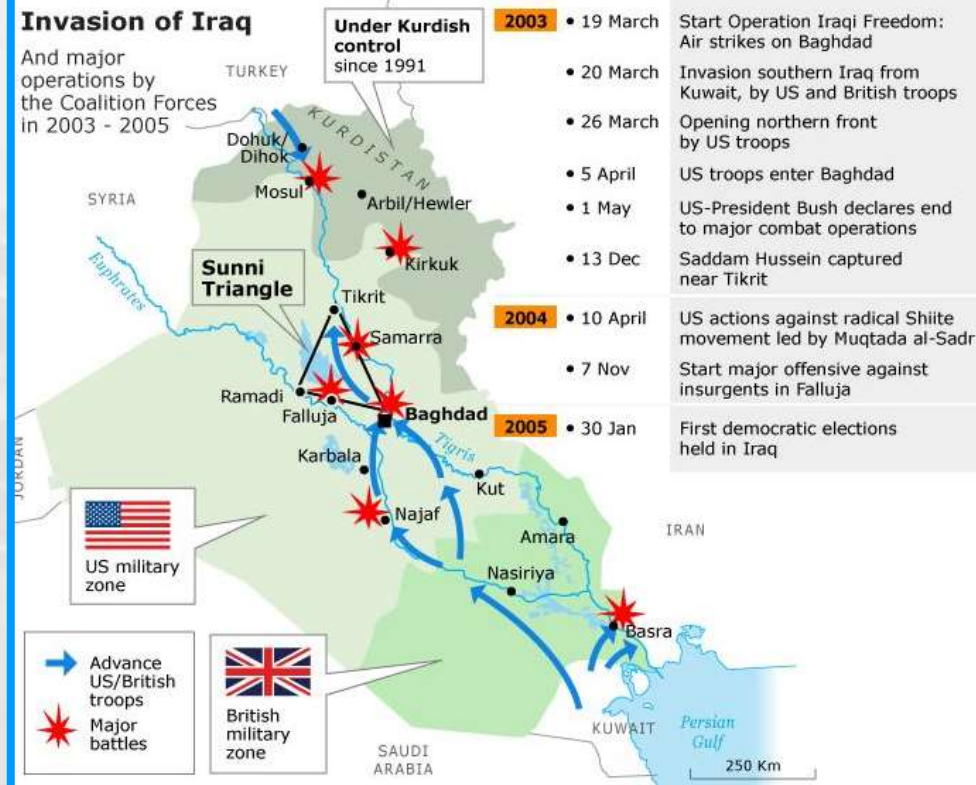 Invasion of Iraq
And major
operations by
the Coalition Forces
in 2003 - 2005
Under Kurdish
control
since 1991
TURKEY
KURDISTAN
Dohuk/
Dihok
Mosul
Arbil/Hewler
SYRIA
Kirkuk
Euphrates
Sunni
Triangle
Tikrit
Samarra
Ramadi
Falluja
Baghdad
Tigris
Karbala
Kut
JORDAN
Najaf
Amara
IRAN
US military
zone
Nasiriya
Basra
Advance
US/British
troops
Major
battles
British
military
zone
KUWAIT
Persian
Gulf
SAUDI
ARABIA
250 Km
2003 • 19 March Start Operation Iraqi Freedom:
Air strikes on Baghdad
• 20 March Invasion southern Iraq from
Kuwait, by US and British troops
• 26 March Opening northern front
by US troops
• 5 April US troops enter Baghdad
• 1 May US-President Bush declares end
to major combat operations
• 13 Dec Saddam Hussein captured
near Tikrit
2004 • 10 April US actions against radical Shiite
movement led by Muqtada al-Sadr
• 7 Nov Start major offensive against
insurgents in Falluja
2005 • 30 Jan First democratic elections
held in Iraq